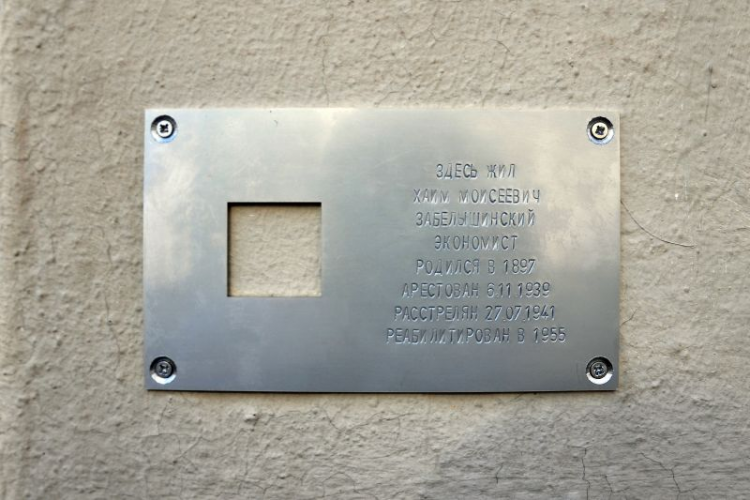 ЗДЕСЬ ЖИЛ
ХАИМ МОИСЕЕВИЧ
ЗАБЕЛЫШИНСКИЙ
ЭКОНОМИСТ
РОДИЛСЯ В 1897
АРЕСТОВАН 6.11.1939
РАССТРЕЛЯН 27.07.1941
РЕАБИЛИТИРОВАН В 1955